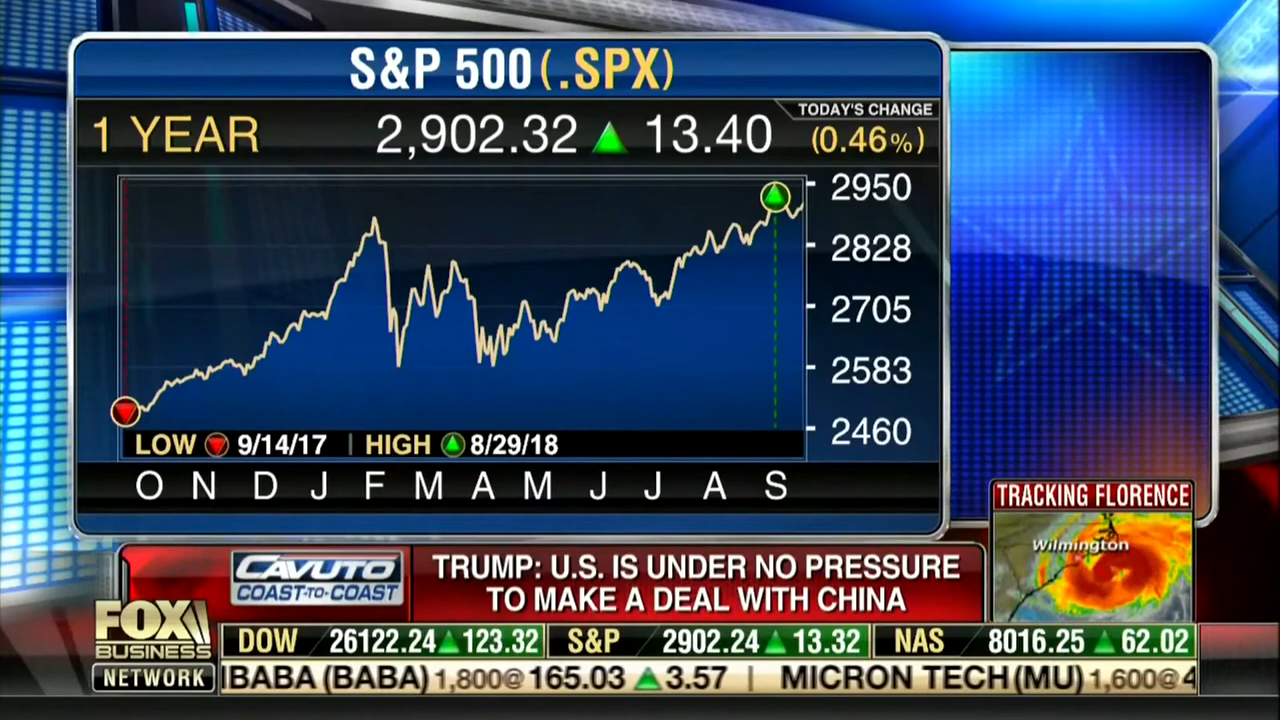 S&P 500 (.SPX)
TODAY'S CHANGE
1 YEAR 2,902.32 ▲ 13.40 (0.46%)
2950
2828
2705
2583
2460
LOW ▼ 9/14/17 | HIGH ▲ 8/29/18
O N D J F M A M J J A S
TRACKING FLORENCE
Wilmington
CAVUTO
COAST-TO-COAST
TRUMP: U.S. IS UNDER NO PRESSURE
TO MAKE A DEAL WITH CHINA
FOX
BUSINESS
NETWORK
DOW 26122.24 ▲ 123.32 S&P 2902.24 ▲ 13.32 NAS 8016.25 ▲ 62.02
IBABA (BABA) 1,800@165.03 ▲ 3.57 | MICRON TECH (MU) 1,600@4